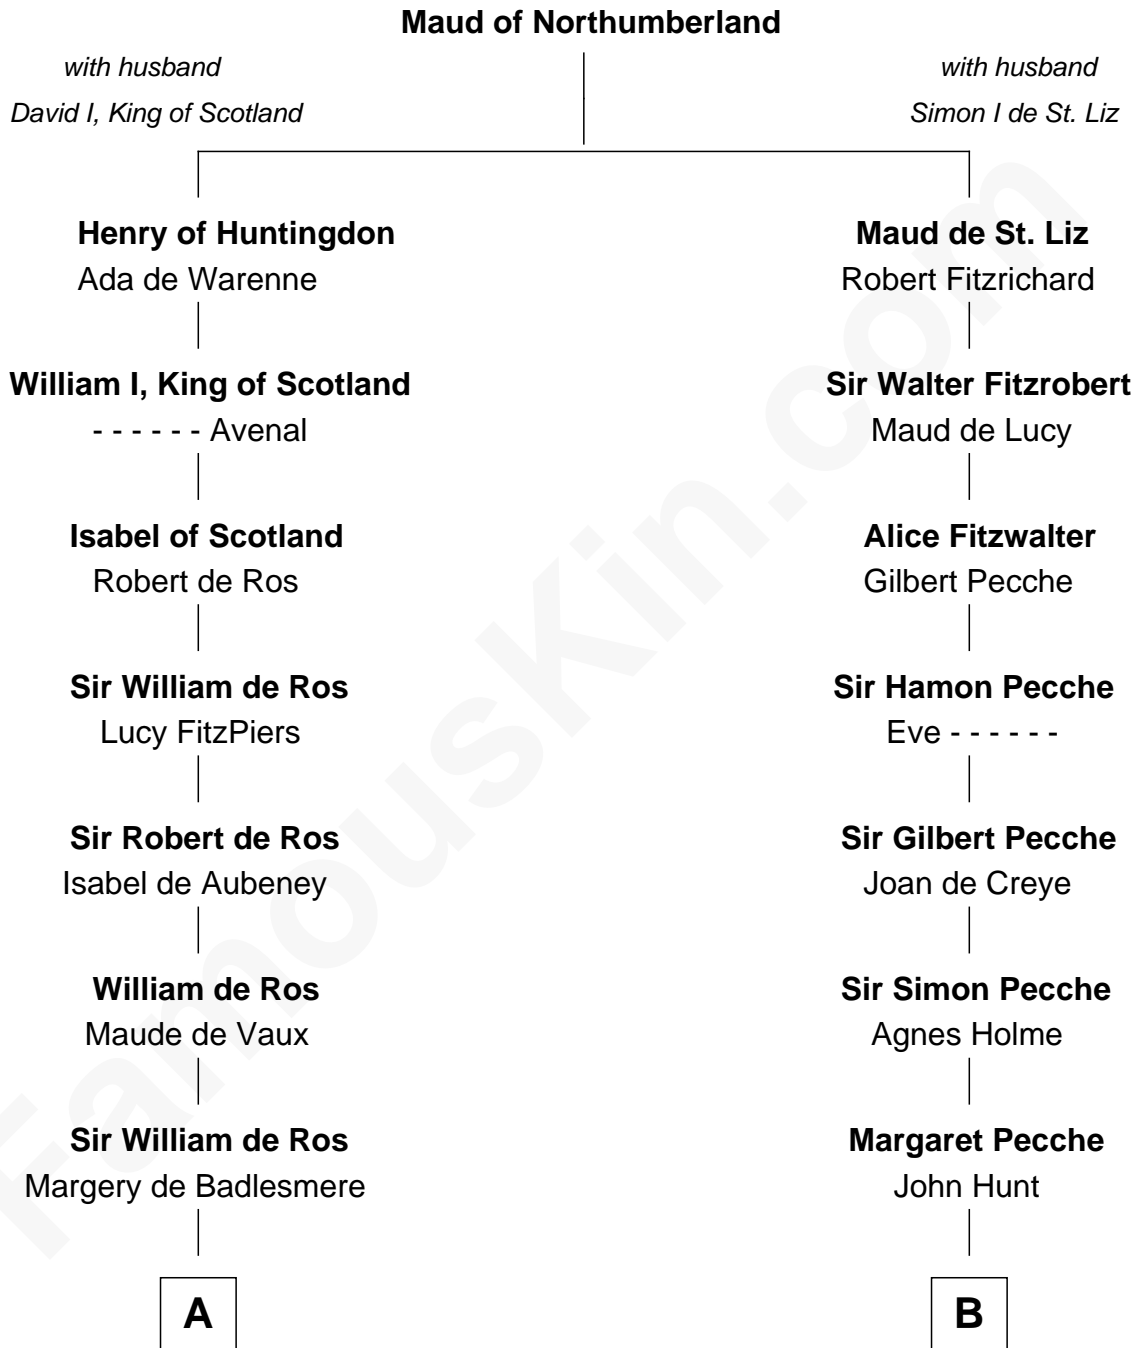 Maud of Northumberland
with husband
David I, King of Scotland
with husband
Simon I de St. Liz
Henry of Huntingdon
Ada de Warenne
Maud de St. Liz
Robert Fitzrichard
William I, King of Scotland
- - - - - - Avenal
Sir Walter Fitzrobert
Maud de Lucy
Isabel of Scotland
Robert de Ros
Alice Fitzwalter
Gilbert Pecche
Sir William de Ros
Lucy FitzPiers
Sir Hamon Pecche
Eve - - - - - -
Sir Robert de Ros
Isabel de Aubeney
Sir Gilbert Pecche
Joan de Creye
William de Ros
Maude de Vaux
Sir Simon Pecche
Agnes Holme
Sir William de Ros
Margery de Badlesmere
Margaret Pecche
John Hunt
A
B
FamousKin.com